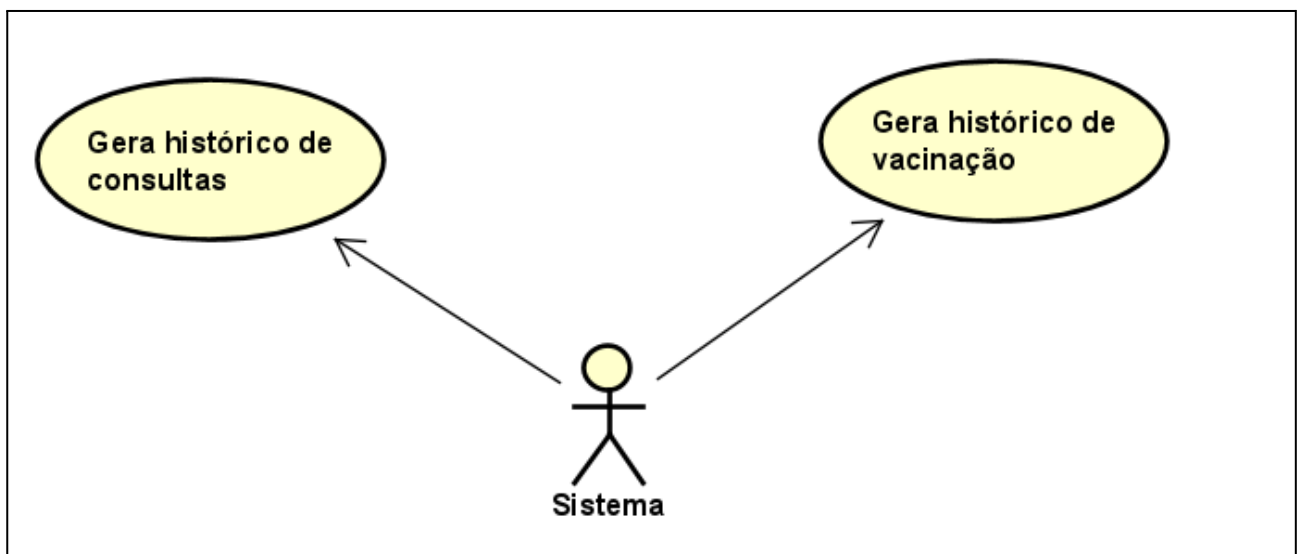 Gera histórico de
consultas
Gera histórico de
vacinação
Sistema